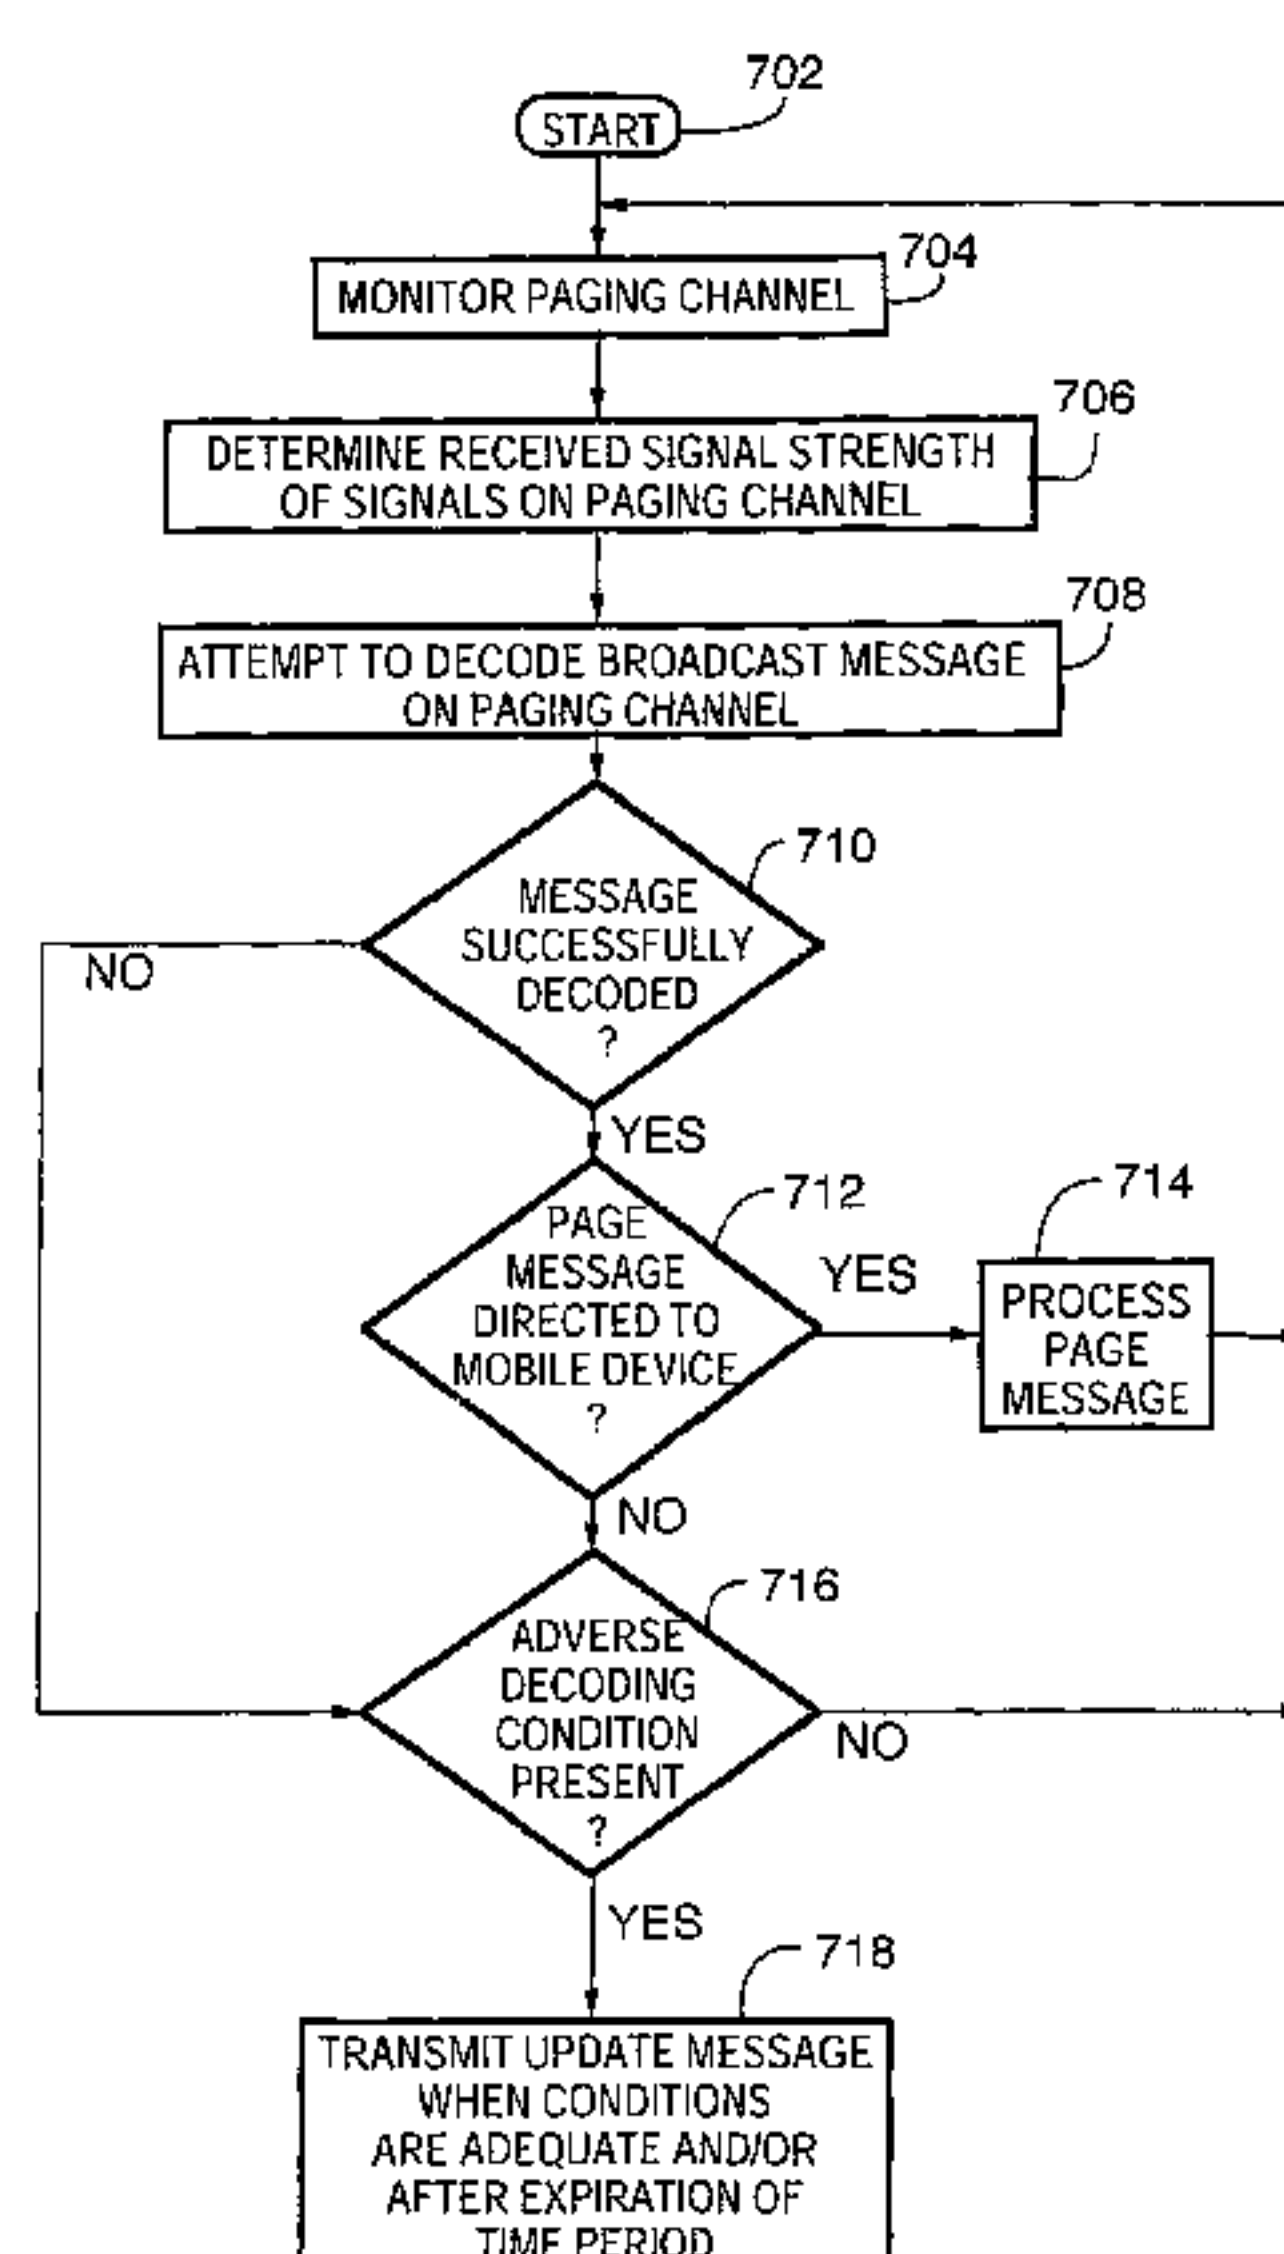 702
START
704
MONITOR PAGING CHANNEL
706
DETERMINE RECEIVED SIGNAL STRENGTH
OF SIGNALS ON PAGING CHANNEL
708
ATTEMPT TO DECODE BROADCAST MESSAGE
ON PAGING CHANNEL
710
MESSAGE
SUCCESSFULLY
DECODED
?
NO
YES
712
PAGE
MESSAGE
DIRECTED TO
MOBILE DEVICE
?
YES
714
PROCESS
PAGE
MESSAGE
NO
716
ADVERSE
DECODING
CONDITION
PRESENT
?
NO
YES
718
TRANSMIT UPDATE MESSAGE
WHEN CONDITIONS
ARE ADEQUATE AND/OR
AFTER EXPIRATION OF
TIME PERIOD